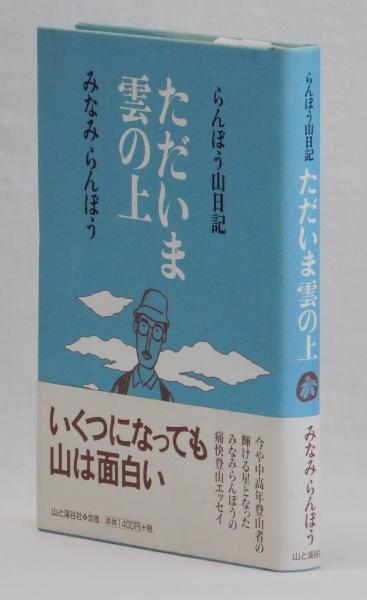 らんぼう山日記
ただいま
雲の上
みなみ らんぼう
いくつになっても
山は面白い
今や中高年登山者の
輝ける星となった
みなみらんぼうの
痛快登山エッセイ
山と溪谷社❖定価：本体1400円+税
らんぼう山日記
ただいま雲の上
みなみ らんぼう
山と溪谷社